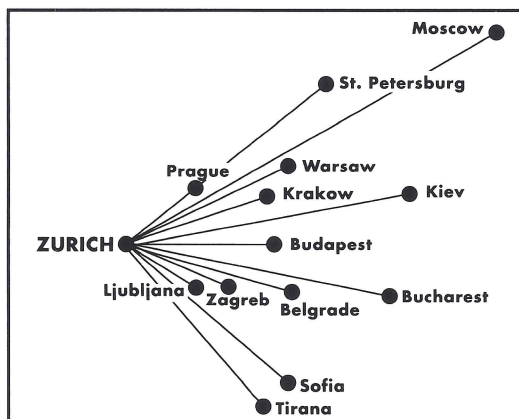 Moscow
St. Petersburg
Prague
Warsaw
Krakow
Kiev
ZURICH
Budapest
Ljubljana
Zagreb
Belgrade
Bucharest
Sofia
Tirana